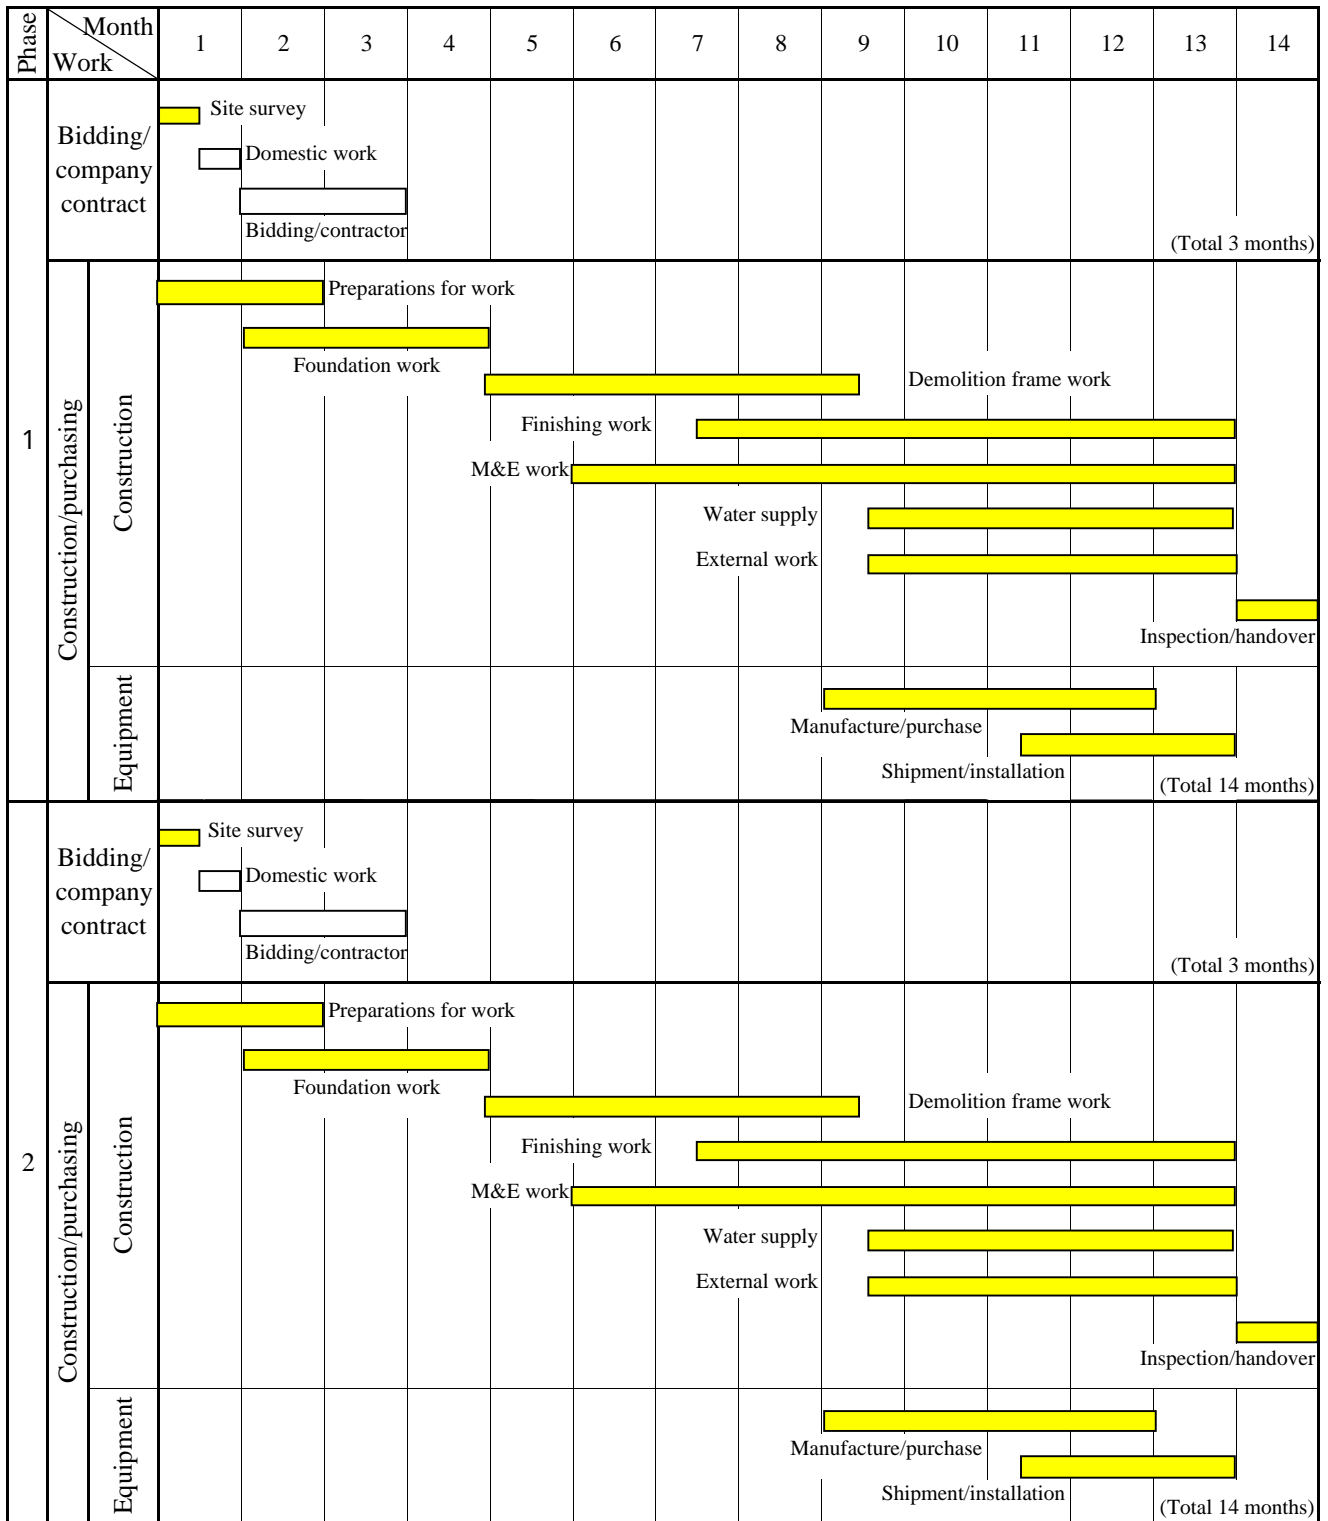 Phase
Month
Work
1 2 3 4 5 6 7 8 9 10 11 12 13 14
1
Bidding/
company
contract
Site survey
Domestic work
Bidding/contractor
(Total 3 months)
Construction/purchasing
Construction
Preparations for work
Foundation work
Demolition frame work
Finishing work
M&E work
Water supply
External work
Inspection/handover
Equipment
Manufacture/purchase
Shipment/installation
(Total 14 months)
2
Bidding/
company
contract
Site survey
Domestic work
Bidding/contractor
(Total 3 months)
Construction/purchasing
Construction
Preparations for work
Foundation work
Demolition frame work
Finishing work
M&E work
Water supply
External work
Inspection/handover
Equipment
Manufacture/purchase
Shipment/installation
(Total 14 months)